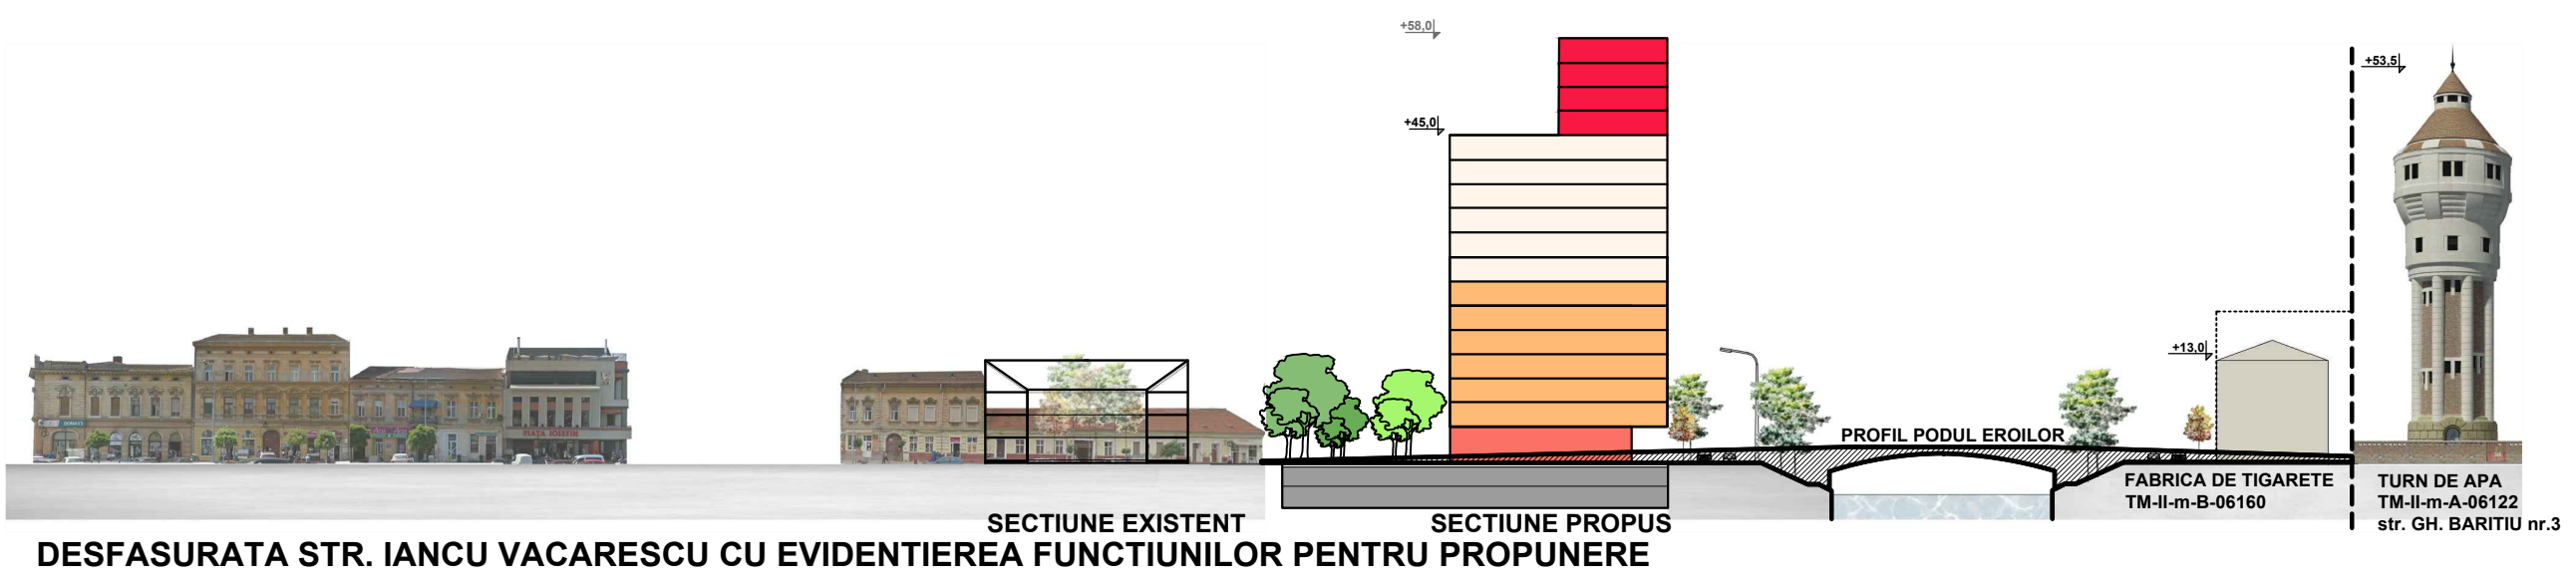 +58,0
+53,5
+45,0
+13,0
PIAȚA IOSEFIN
PROFIL PODUL EROILOR
FABRICA DE TIGARETE
TM-II-m-B-06160
TURN DE APA
TM-II-m-A-06122
str. GH. BARITIU nr.3
SECTIUNE EXISTENT
SECTIUNE PROPUS
DESFASURATA STR. IANCU VACARESCU CU EVIDENTIEREA FUNCTIUNILOR PENTRU PROPUNERE